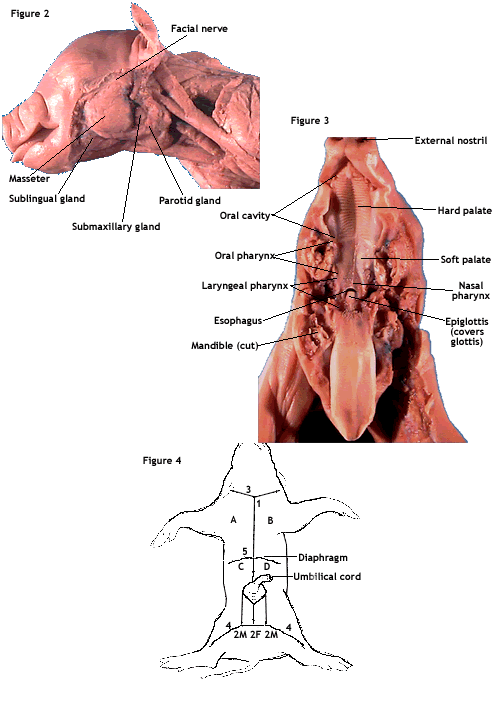 Figure 2
Facial nerve
Masseter
Sublingual gland
Parotid gland
Submaxillary gland
Figure 3
External nostril
Oral cavity
Hard palate
Oral pharynx
Soft palate
Laryngeal pharynx
Nasal
pharynx
Esophagus
Epiglottis
(covers
glottis)
Mandible (cut)
Figure 4
3
1
A
B
5
Diaphragm
C
D
Umbilical cord
4
4
2M 2F 2M